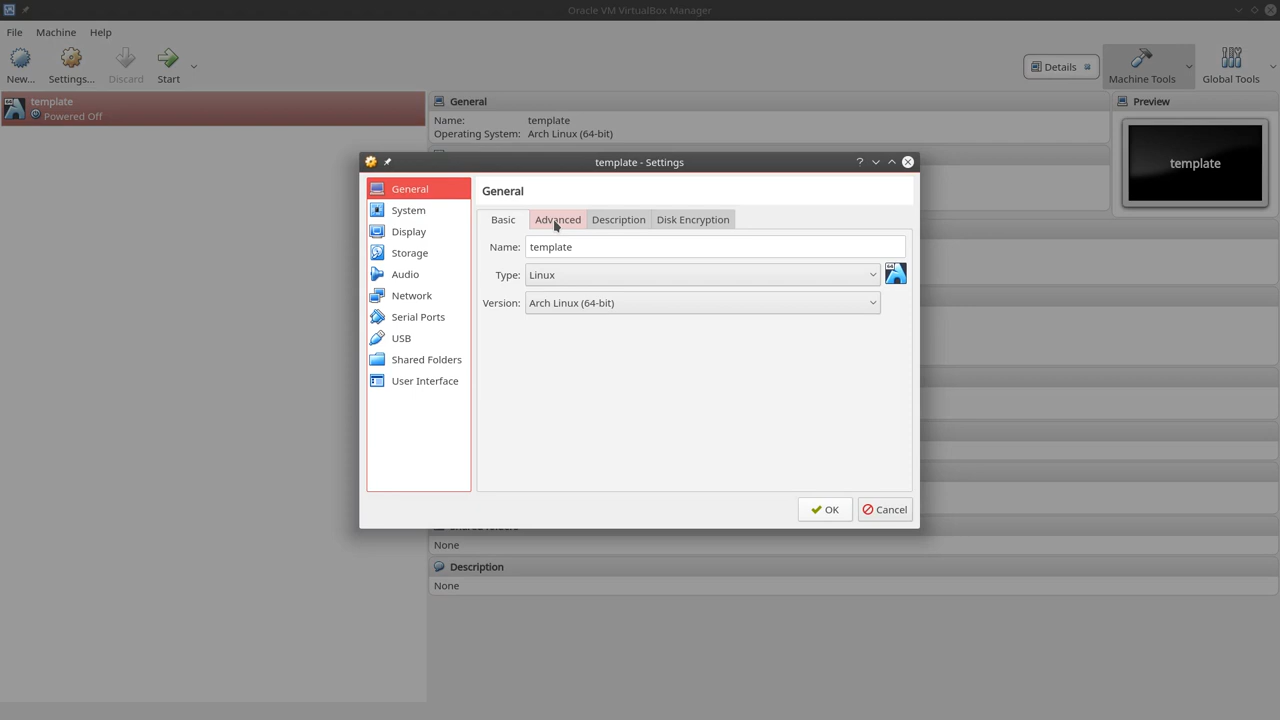 Oracle VM VirtualBox Manager
File Machine Help
New... Settings... Discard Start
Details Machine Tools Global Tools
template
Powered Off
General
Name: template
Operating System: Arch Linux (64-bit)
Preview
template
template - Settings
General
System
Display
Storage
Audio
Network
Serial Ports
USB
Shared Folders
User Interface
General
Basic Advanced Description Disk Encryption
Name: template
Type: Linux
Version: Arch Linux (64-bit)
OK Cancel
None
Description
None